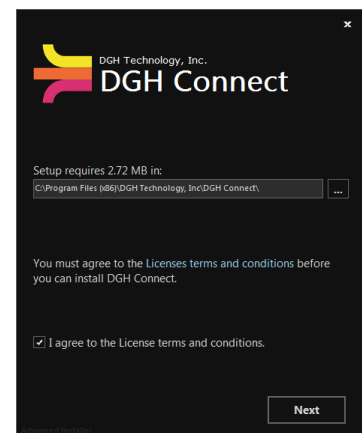 x
DGH Technology, Inc.
DGH Connect
Setup requires 2.72 MB in:
C:\Program Files (x86)\DGH Technology, Inc\DGH Connect\
...
You must agree to the Licenses terms and conditions before
you can install DGH Connect.
I agree to the License terms and conditions.
Next
Advanced Installer